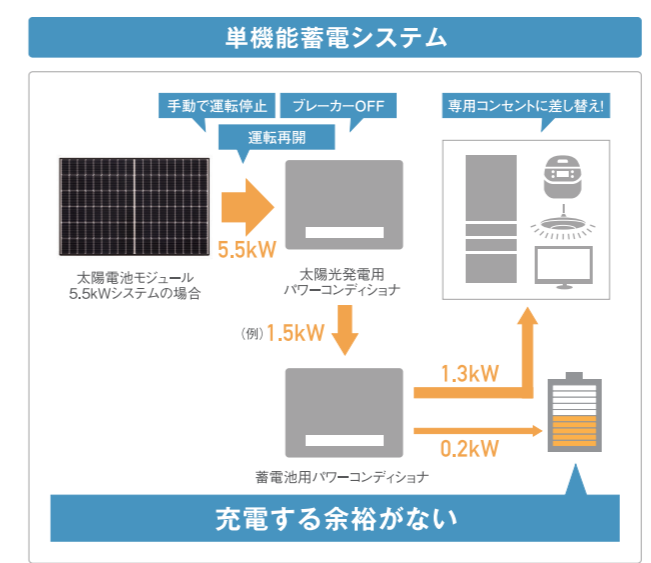 単機能蓄電システム
手動で運転停止
ブレーカーOFF
専用コンセントに差し替え!
運転再開
5.5kW
太陽電池モジュール
5.5kWシステムの場合
太陽光発電用
パワーコンディショナ
(例)1.5kW
1.3kW
0.2kW
蓄電池用パワーコンディショナ
充電する余裕がない